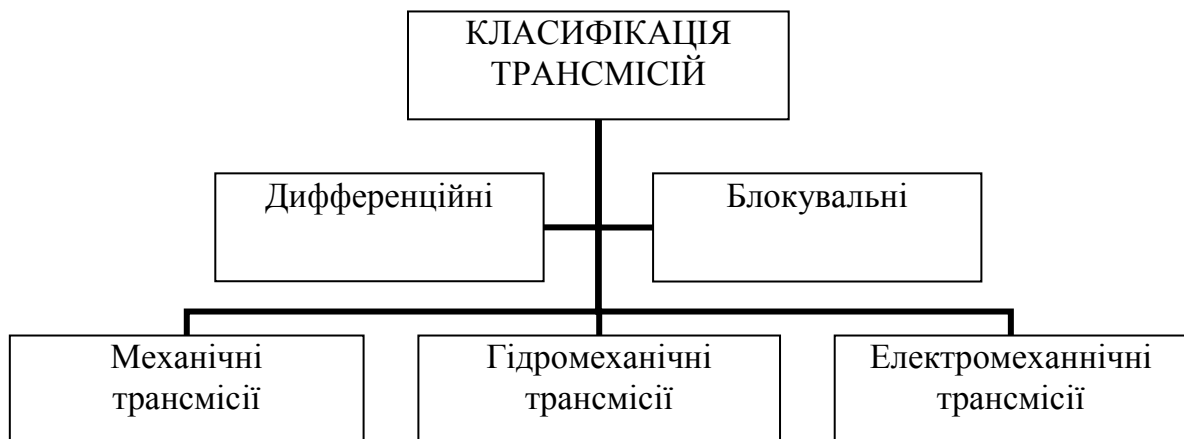 КЛАСИФІКАЦІЯ
ТРАНСМІСІЙ
Дифференційні
Блокувальні
Механічні
трансмісії
Гідромеханічні
трансмісії
Електромеханнічні
трансмісії